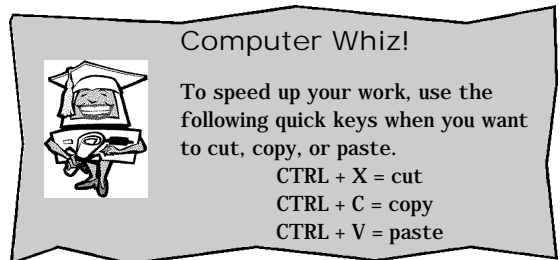 Computer Whiz!
To speed up your work, use the
following quick keys when you want
to cut, copy, or paste.
CTRL + X = cut
CTRL + C = copy
CTRL + V = paste